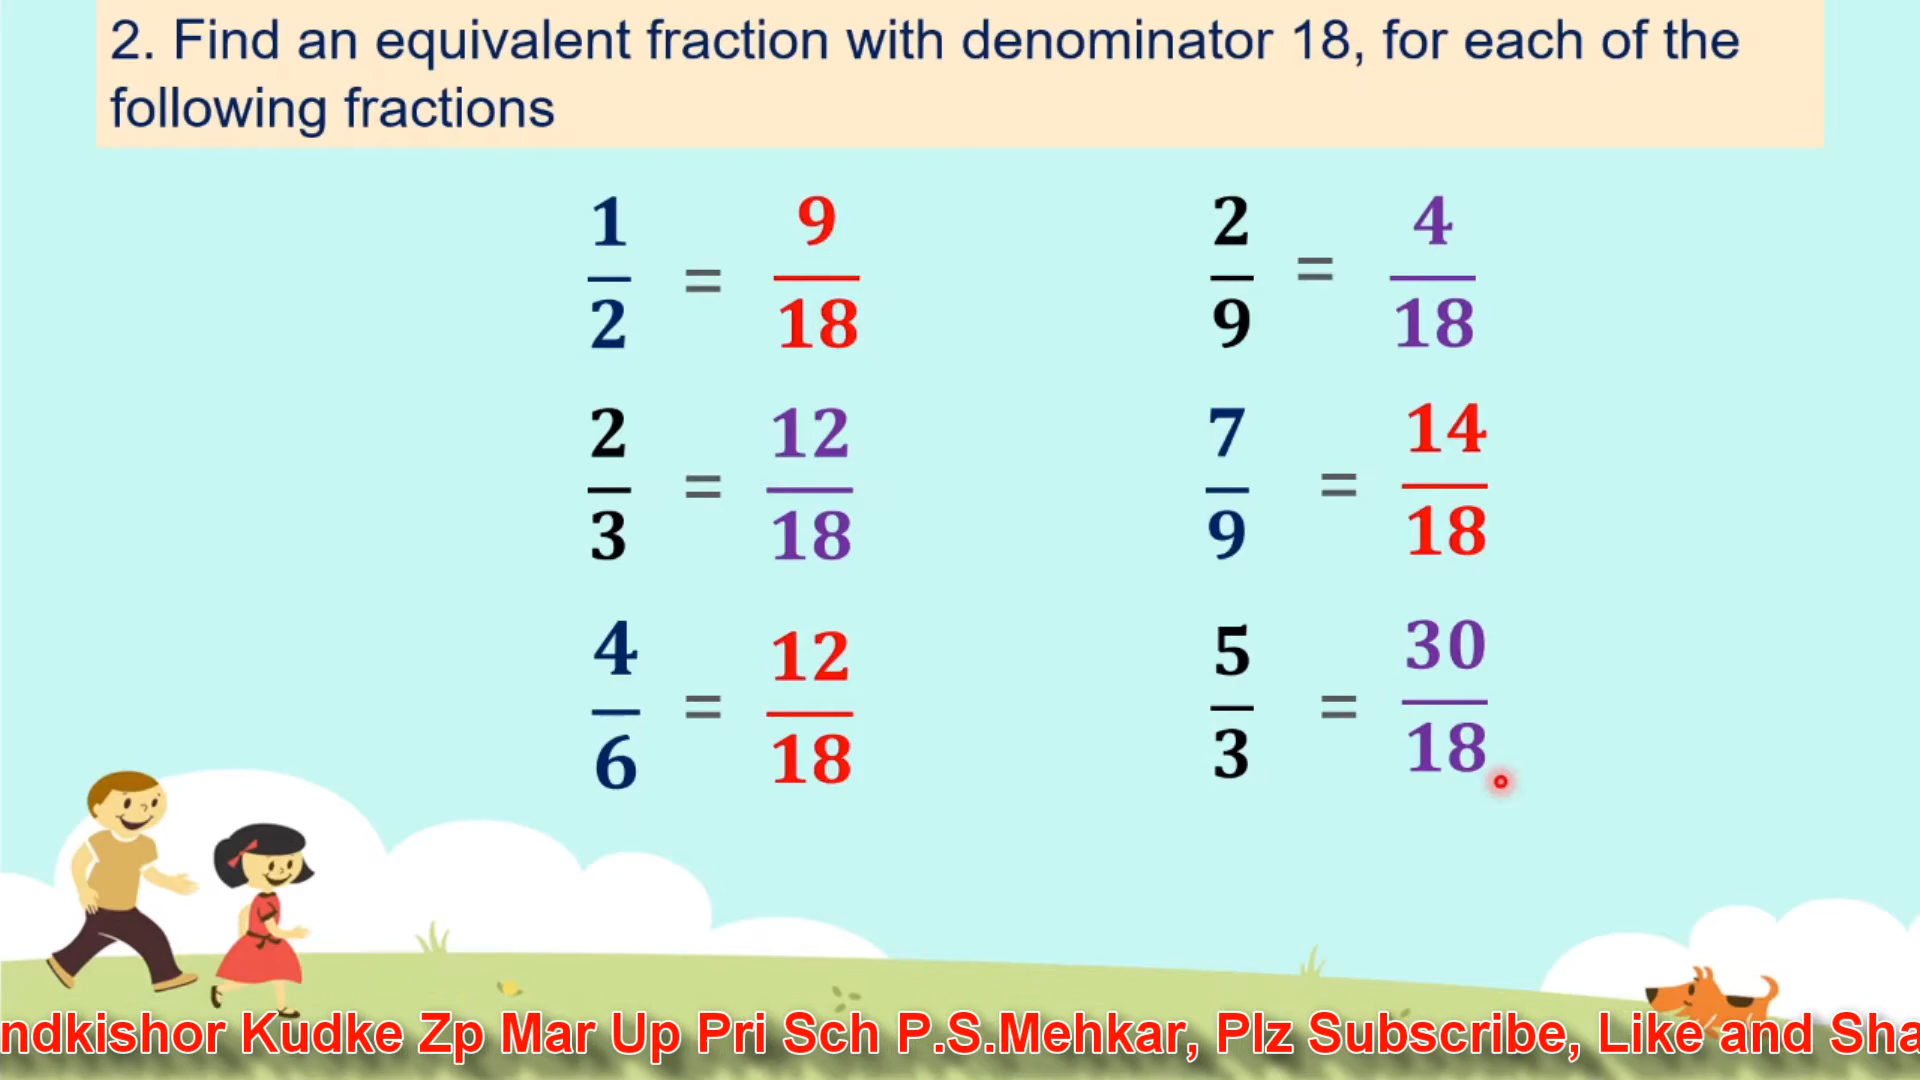 2. Find an equivalent fraction with denominator 18, for each of the
following fractions
1/2 = 9/18
2/9 = 4/18
2/3 = 12/18
7/9 = 14/18
4/6 = 12/18
5/3 = 30/18
ndkishor Kudke Zp Mar Up Pri Sch P.S.Mehkar, Plz Subscribe, Like and Sha